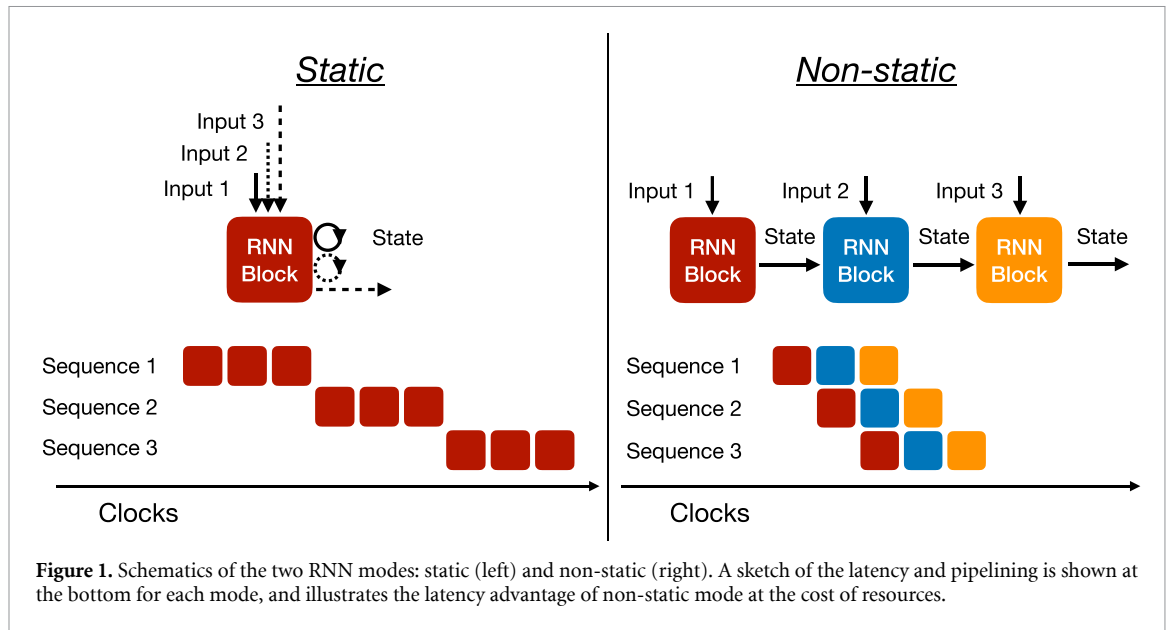 Static
Input 3
Input 2
Input 1
RNN
Block
State
Sequence 1
Sequence 2
Sequence 3
Clocks
Non-static
Input 1
Input 2
Input 3
RNN
Block
State
RNN
Block
State
RNN
Block
State
Sequence 1
Sequence 2
Sequence 3
Clocks
Figure 1. Schematics of the two RNN modes: static (left) and non-static (right). A sketch of the latency and pipelining is shown at
the bottom for each mode, and illustrates the latency advantage of non-static mode at the cost of resources.